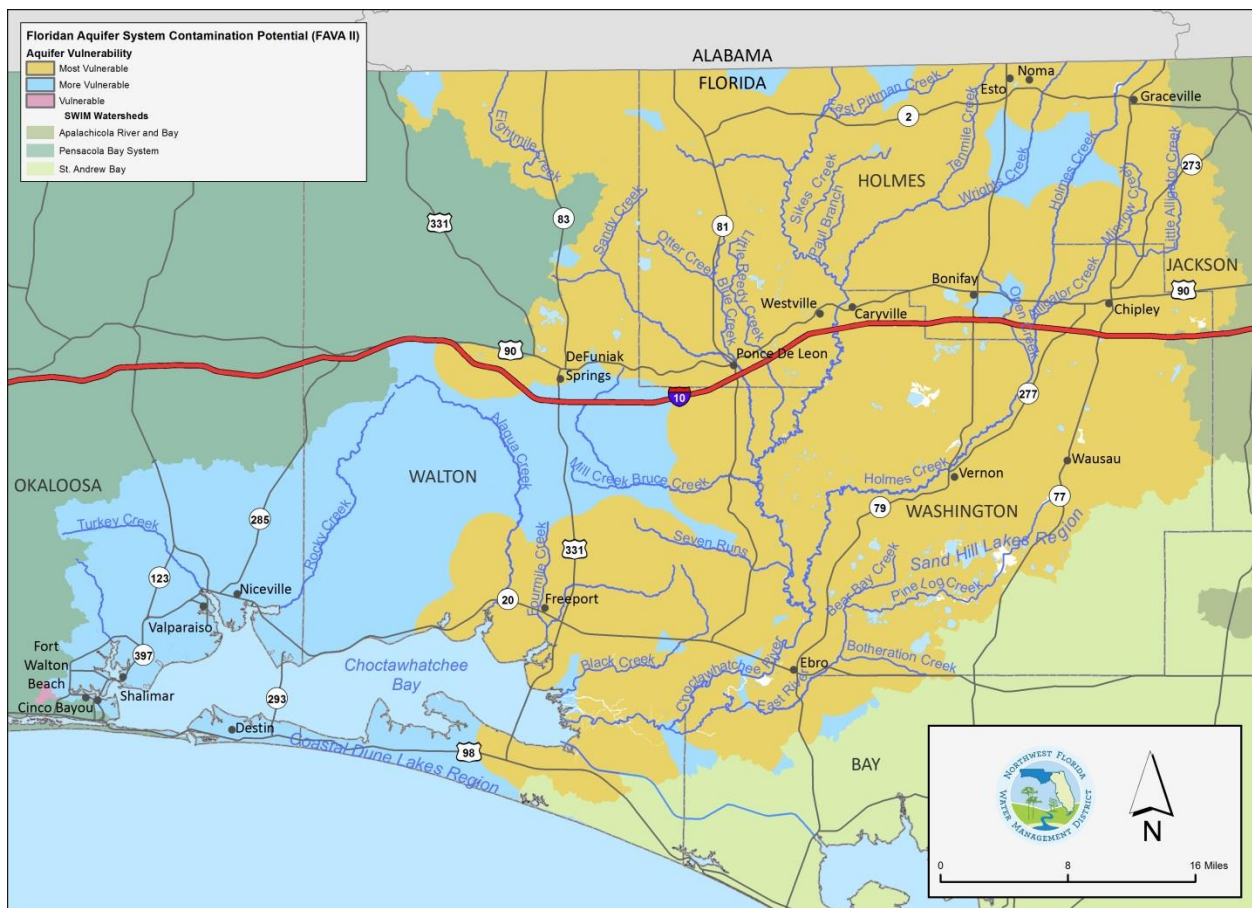 Floridan Aquifer System Contamination Potential (FAVA II)
Aquifer Vulnerability
Most Vulnerable
More Vulnerable
Vulnerable
SWIM Watersheds
Apalachicola River and Bay
Pensacola Bay System
St. Andrew Bay
ALABAMA
FLORIDA
Noma
Esto
Graceville
East Pittman Creek
2
Eightmile Creek
Tenmile Creek
Holmes Creek
Wrights Creek
Minnow Creek
Little Alligator Creek
273
HOLMES
Sikes Creek
Paul Branch
331
83
81
Sandy Creek
Otter Creek
Blue Creek
Little Reedy Creek
JACKSON
90
Bonifay
Westville
Caryville
Open Creek
Alligator Creek
Chipley
90
DeFuniak
Springs
Ponce De Leon
10
277
Alaqua Creek
Mill Creek
Bruce Creek
Holmes Creek
Vernon
Wausau
OKALOOSA
WALTON
79
WASHINGTON
77
Turkey Creek
285
Rocky Creek
331
Seven Runs
Sand Hill Lakes Region
Bear Bay Creek
Pine Log Creek
123
Niceville
Valparaiso
20
Fourmile Creek
Freeport
Fort
Walton
Beach
397
Shalimar
Cinco Bayou
Choctawhatchee
Bay
Black Creek
Choctawhatchee River
East River
Ebro
Botheration Creek
293
Destin
98
Coastal Dune Lakes Region
BAY
NORTHWEST FLORIDA
WATER MANAGEMENT DISTRICT
N
0
8
16 Miles